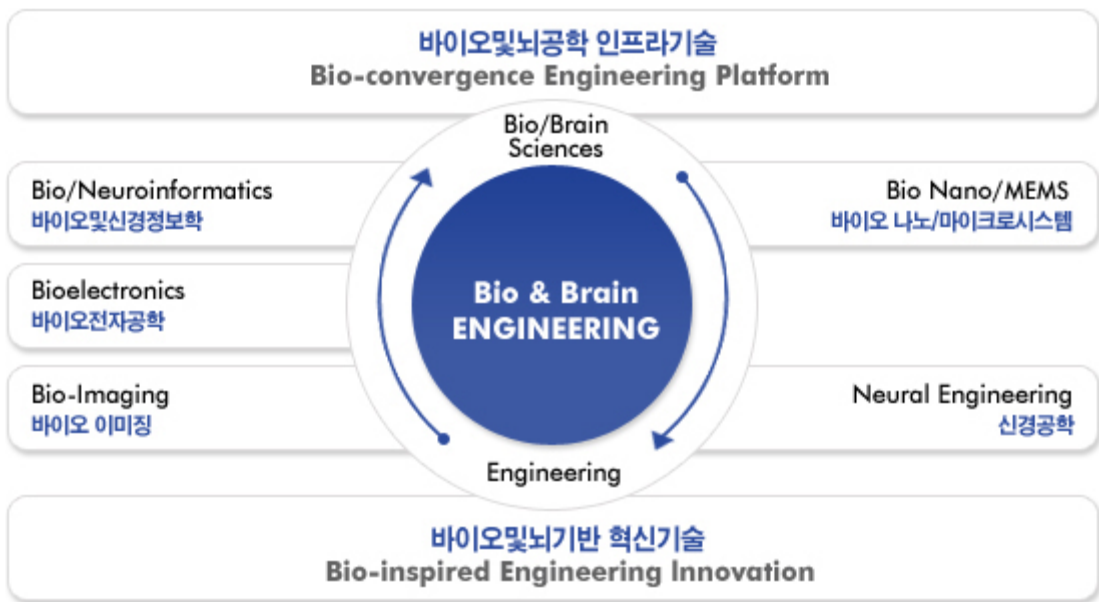 바이오및뇌공학 인프라기술
Bio-convergence Engineering Platform
Bio/Brain
Sciences
Bio/Neuroinformatics
바이오및신경정보학
Bioelectronics
바이오전자공학
Bio-Imaging
바이오 이미징
Bio & Brain
ENGINEERING
Bio Nano/MEMS
바이오 나노/마이크로시스템
Neural Engineering
신경공학
Engineering
바이오및뇌기반 혁신기술
Bio-inspired Engineering Innovation